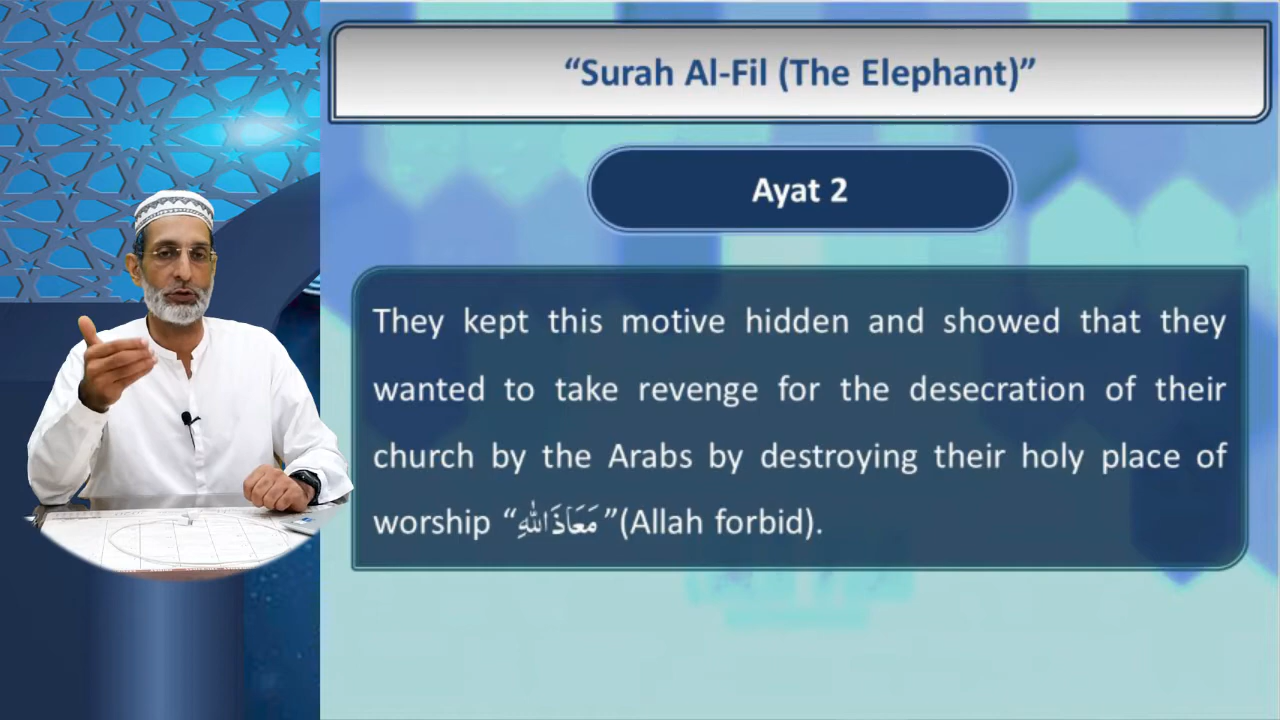 “Surah Al-Fil (The Elephant)”
Ayat 2
They kept this motive hidden and showed that they
wanted to take revenge for the desecration of their
church by the Arabs by destroying their holy place of
worship “مَعَاذَ اللّٰهِ”(Allah forbid).